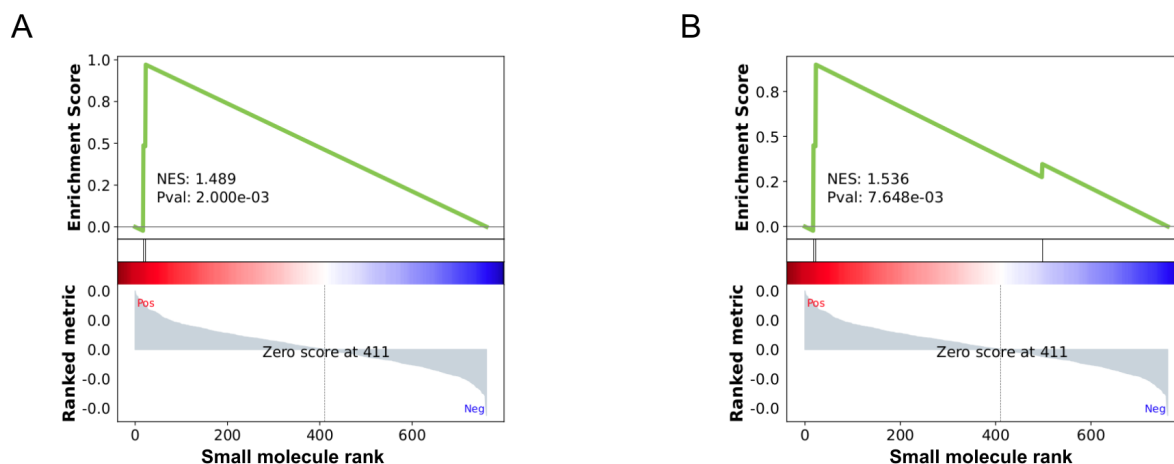 A
Enrichment Score
1.0
0.8
0.5
0.2
0.0
NES: 1.489
Pval: 2.000e-03
Ranked metric
0.0
0.0
0.0
-0.0
-0.0
Pos
Zero score at 411
Neg
0
200
400
600
Small molecule rank
B
Enrichment Score
0.8
0.5
0.2
0.0
NES: 1.536
Pval: 7.648e-03
Ranked metric
0.0
0.0
0.0
-0.0
-0.0
Pos
Zero score at 411
Neg
0
200
400
600
Small molecule rank